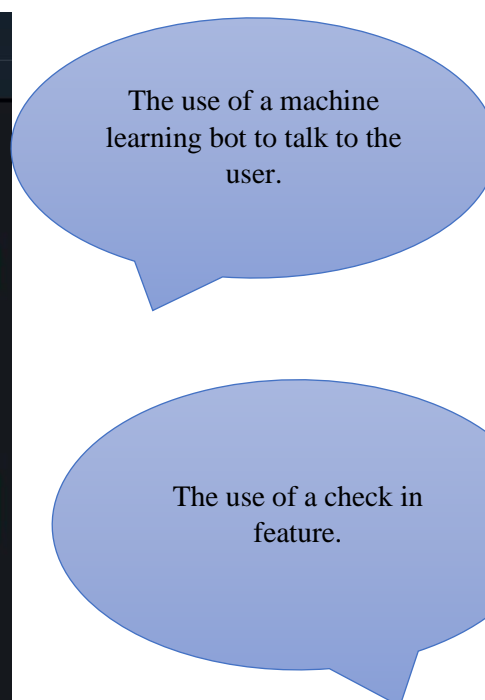 The use of a machine
learning bot to talk to the
user.
The use of a check in
feature.